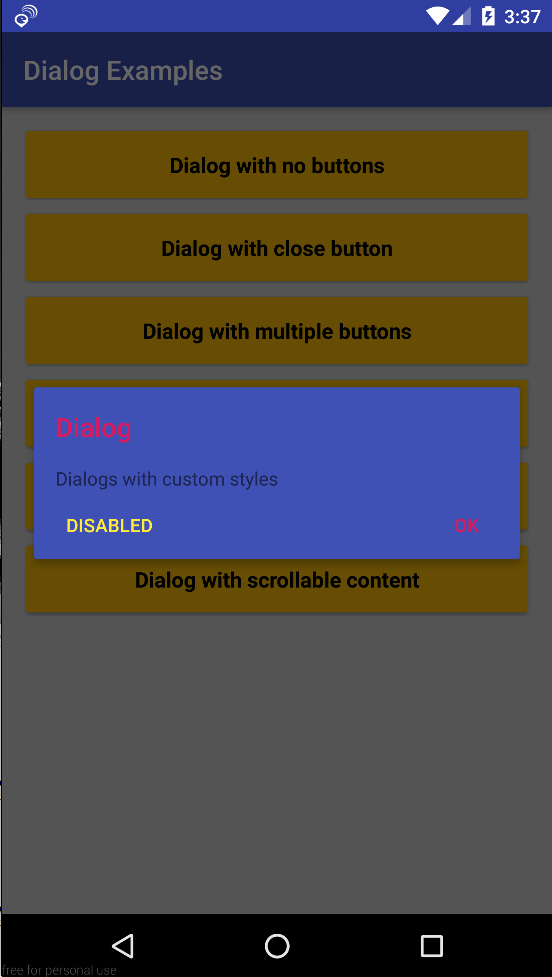 3:37
Dialog Examples
Dialog with no buttons
Dialog with close button
Dialog with multiple buttons
Dialog
Dialogs with custom styles
DISABLED OK
Dialog with scrollable content
free for personal use